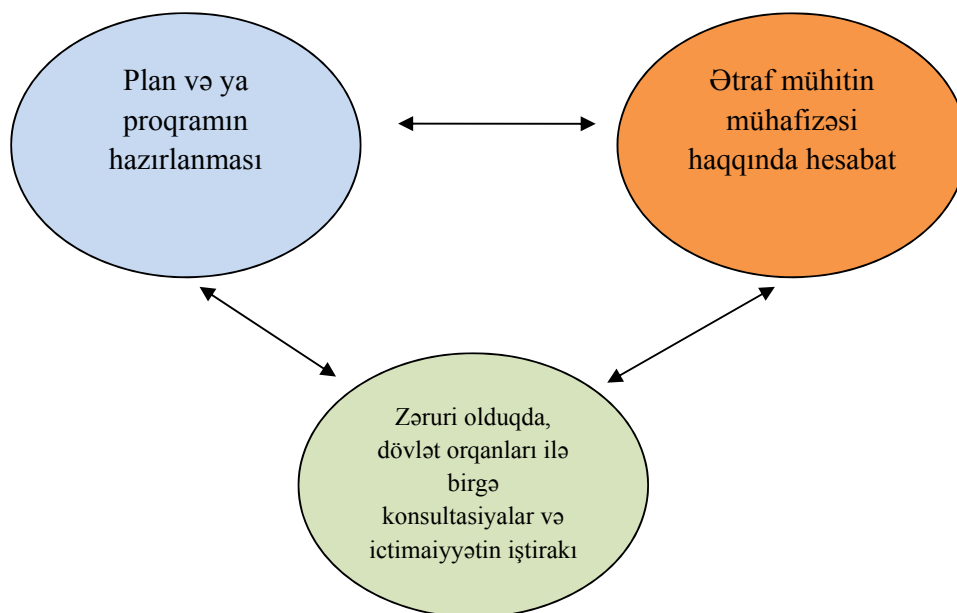 Plan və ya
proqramın
hazırlanması
Ətraf mühitin
mühafizəsi
haqqında hesabat
Zəruri olduqda,
dövlət orqanları ilə
birgə
konsultasiyalar və
ictimaiyyətin iştirakı